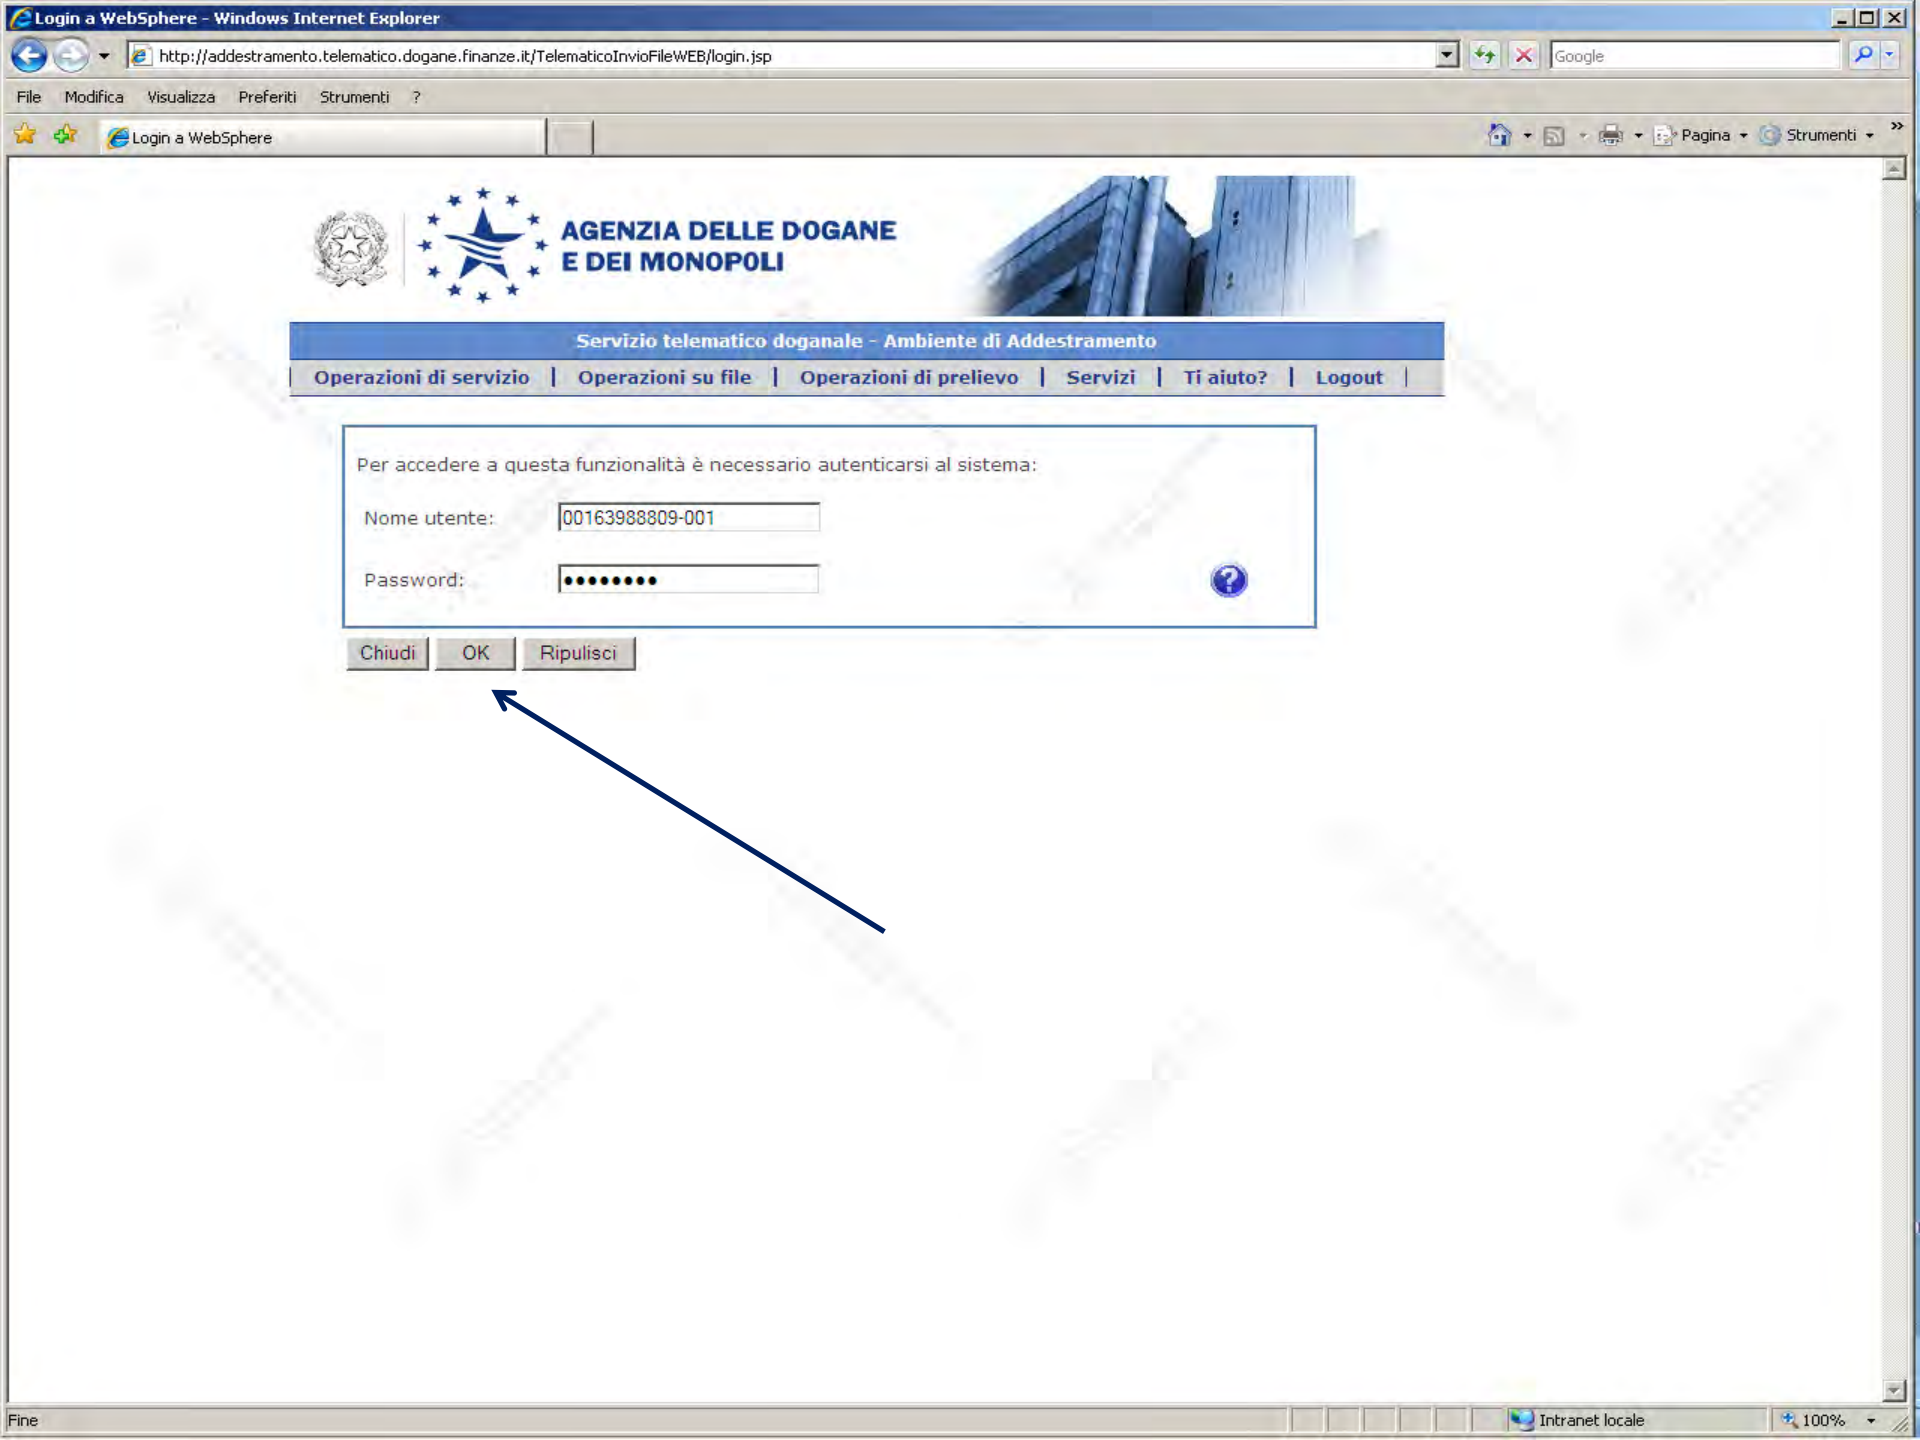 Login a WebSphere - Windows Internet Explorer
http://addestramento.telematico.dogane.finanze.it/TelematicoInvioFileWEB/login.jsp
Google
File Modifica Visualizza Preferiti Strumenti ?
Login a WebSphere
Pagina Strumenti »
AGENZIA DELLE DOGANE
E DEI MONOPOLI
Servizio telematico doganale - Ambiente di Addestramento
| Operazioni di servizio | Operazioni su file | Operazioni di prelievo | Servizi | Ti aiuto? | Logout |
Per accedere a questa funzionalità è necessario autenticarsi al sistema:
Nome utente: 00163988809-001
Password: ••••••••
?
Chiudi OK Ripulisci
Fine
Intranet locale
100%